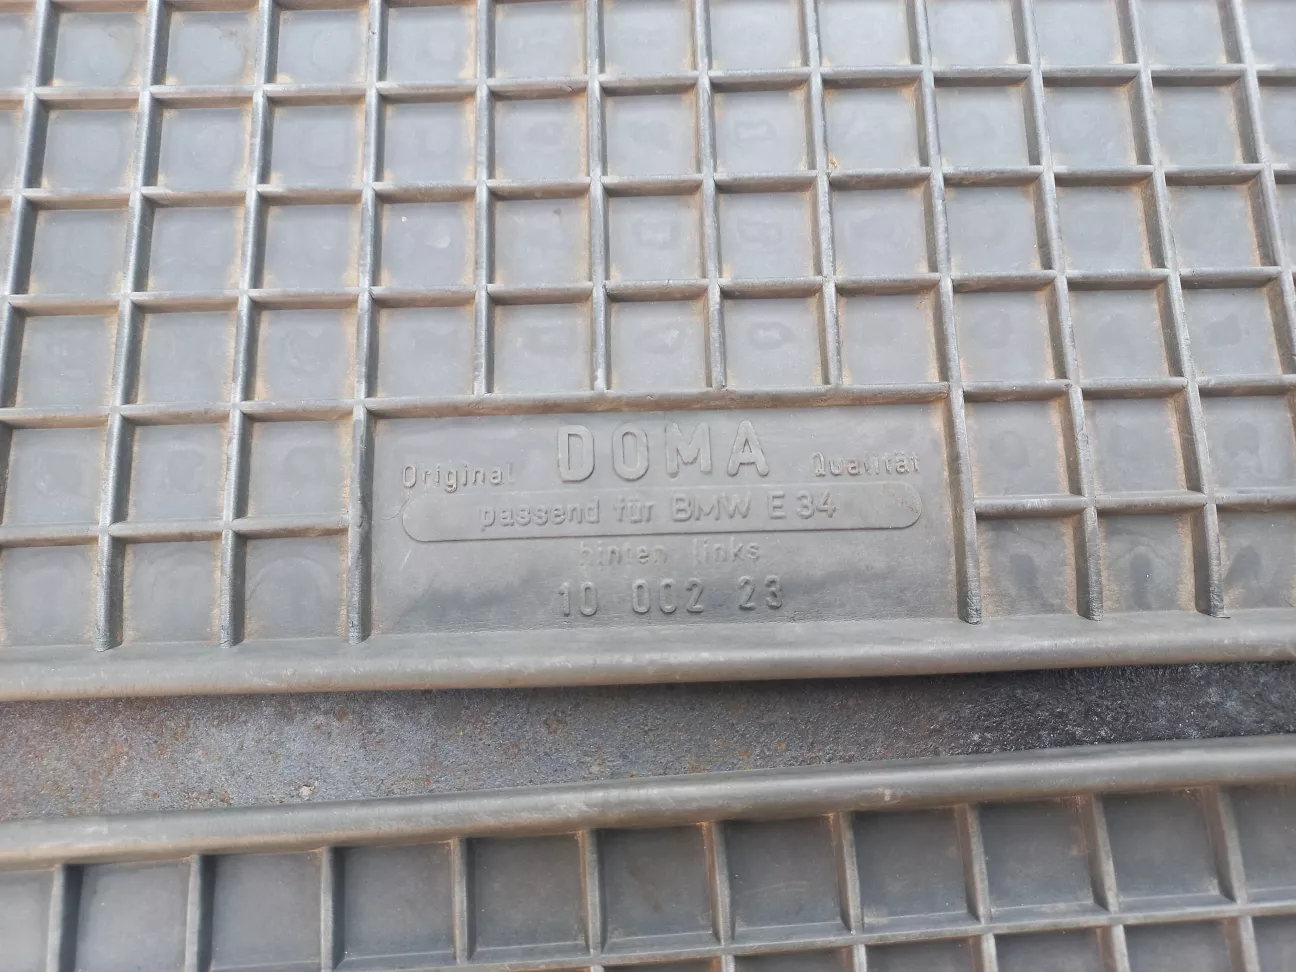 Original DOMA Qualität
passend für BMW E 34
hinten links
10 002 23